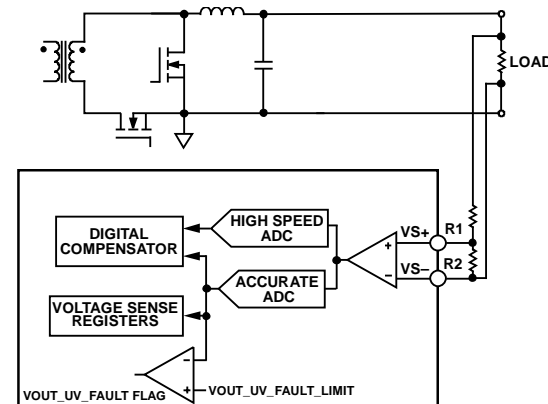 LOAD
HIGH SPEED
ADC
DIGITAL
COMPENSATOR
VS+
R1
VS–
R2
ACCURATE
ADC
VOLTAGE SENSE
REGISTERS
+
–
–
+
VOUT_UV_FAULT FLAG
VOUT_UV_FAULT_LIMIT